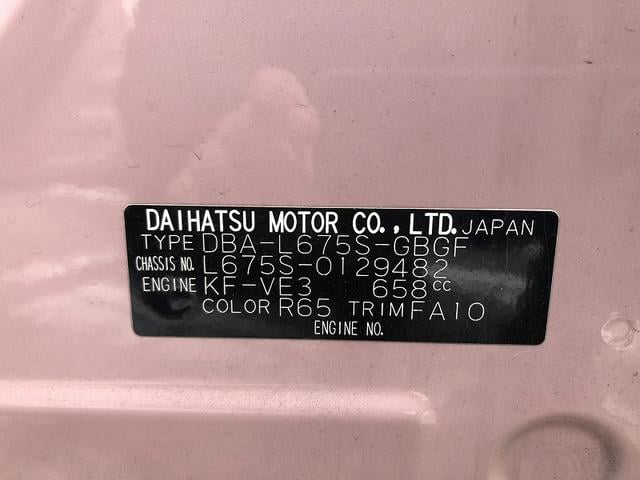 DAIHATSU MOTOR CO., LTD. JAPAN
TYPE DBA-L675S-GBGF
CHASSIS NO. L675S-0129482
ENGINE KF-VE3 658cc
COLOR R65 TRIM FA10
ENGINE NO.